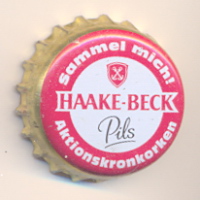 Sammel mich!
HAAKE-BECK
Pils
Aktionskronkorken